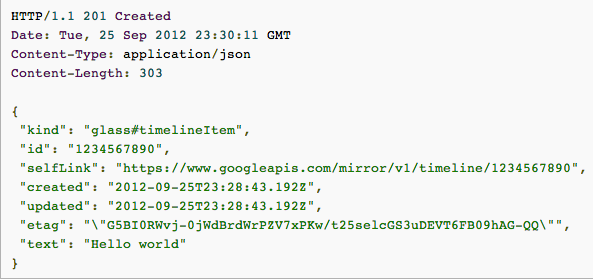 HTTP/1.1 201 Created
Date: Tue, 25 Sep 2012 23:30:11 GMT
Content-Type: application/json
Content-Length: 303
{
"kind": "glass#timelineItem",
"id": "1234567890",
"selfLink": "https://www.googleapis.com/mirror/v1/timeline/1234567890",
"created": "2012-09-25T23:28:43.192Z",
"updated": "2012-09-25T23:28:43.192Z",
"etag": "\"G5BI0RWvj-0jWdBrdWrPZV7xPKw/t25selcGS3uDEVT6FB09hAG-QQ\"",
"text": "Hello world"
}